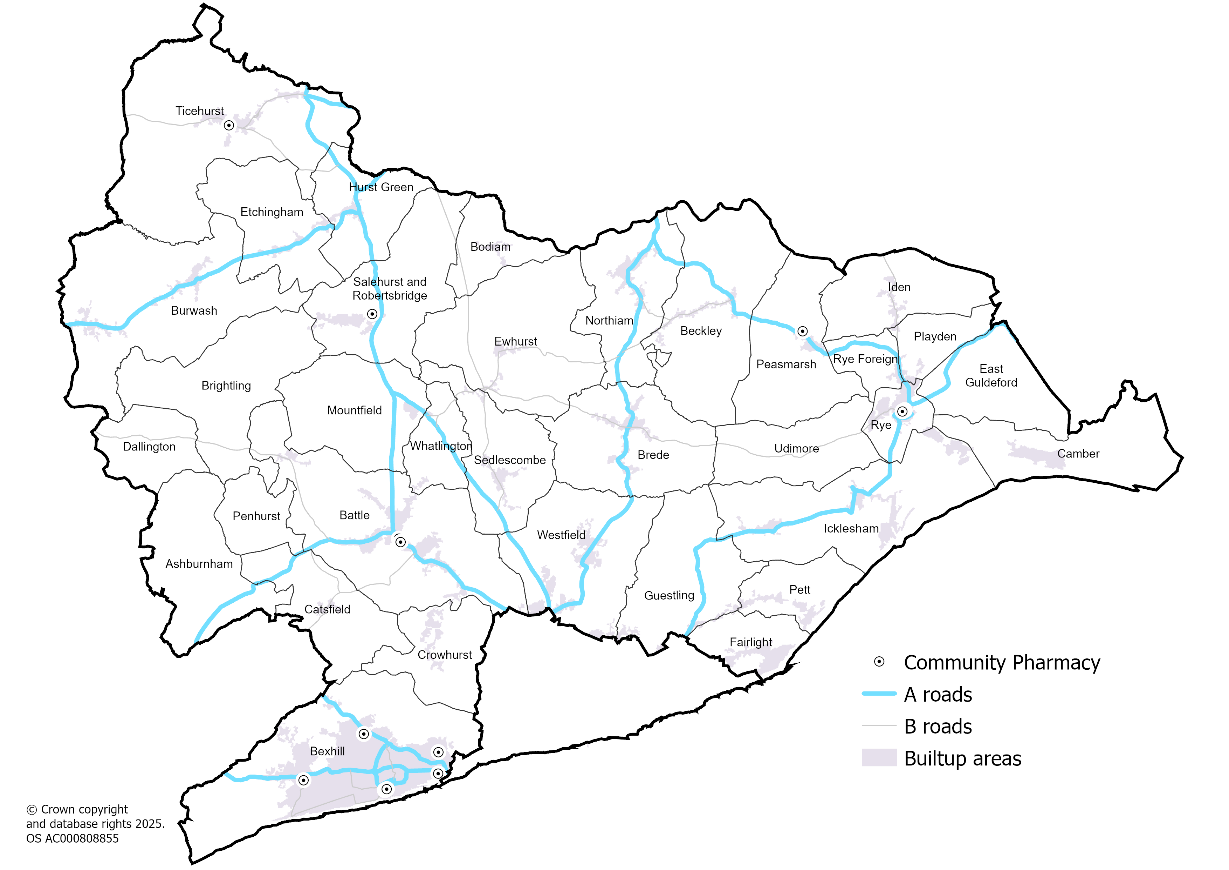 Ticehurst
Hurst Green
Etchingham
Bodiam
Salehurst and
Robertsbridge
Iden
Burwash
Northiam
Beckley
Playden
Ewhurst
Peasmarsh
Rye Foreign
East
Guldeford
Brightling
Mountfield
Rye
Dallington
Whatlington
Sedlescombe
Brede
Udimore
Camber
Penhurst
Battle
Westfield
Icklesham
Ashburnham
Catsfield
Guestling
Pett
Crowhurst
Fairlight
Bexhill
Community Pharmacy
A roads
B roads
Builtup areas
© Crown copyright
and database rights 2025.
OS AC000808855